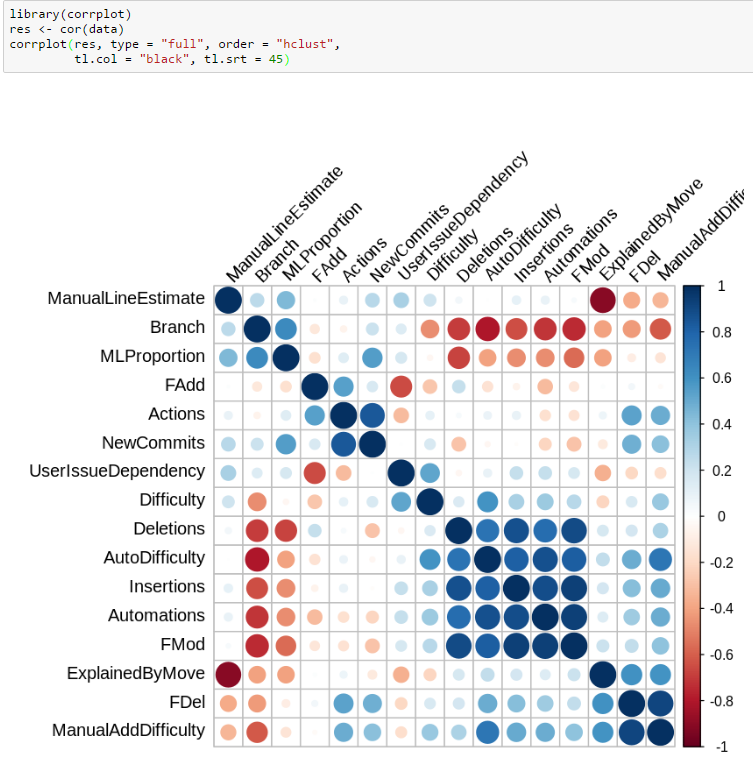 library(corrplot)
res <- cor(data)
corrplot(res, type = "full", order = "hclust",
tl.col = "black", tl.srt = 45)
ManualLineEstimate
Branch
MLProportion
FAdd
Actions
NewCommits
UserIssueDependency
Difficulty
Deletions
AutoDifficulty
Insertions
Automations
FMod
ExplainedByMove
FDel
ManualAddDiffi
ManualLineEstimate
Branch
MLProportion
FAdd
Actions
NewCommits
UserIssueDependency
Difficulty
Deletions
AutoDifficulty
Insertions
Automations
FMod
ExplainedByMove
FDel
ManualAddDifficulty
1
0.8
0.6
0.4
0.2
0
-0.2
-0.4
-0.6
-0.8
-1